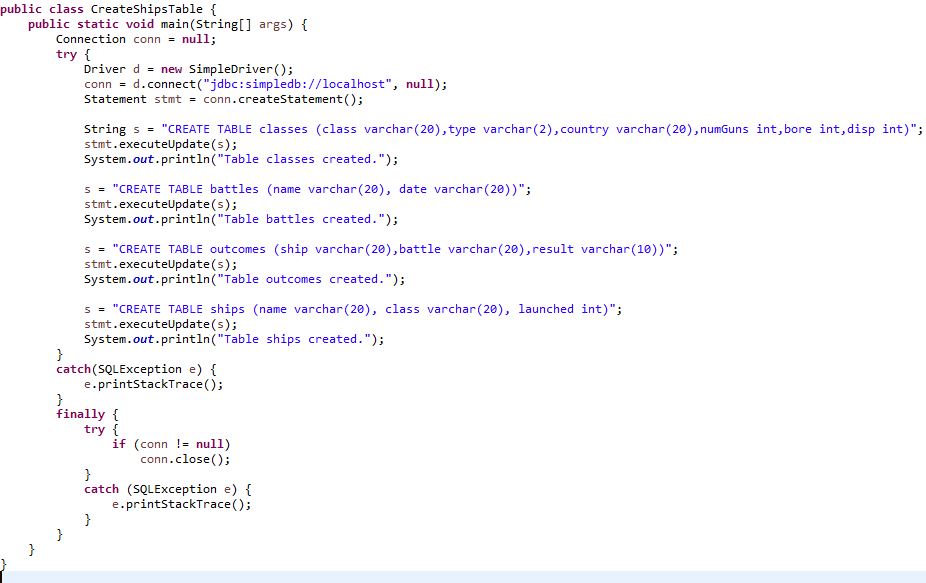 public class CreateShipsTable {
    public static void main(String[] args) {
        Connection conn = null;
        try {
            Driver d = new SimpleDriver();
            conn = d.connect("jdbc:simpledb://localhost", null);
            Statement stmt = conn.createStatement();

            String s = "CREATE TABLE classes (class varchar(20),type varchar(2),country varchar(20),numGuns int,bore int,disp int)";
            stmt.executeUpdate(s);
            System.out.println("Table classes created.");

            s = "CREATE TABLE battles (name varchar(20), date varchar(20))";
            stmt.executeUpdate(s);
            System.out.println("Table battles created.");

            s = "CREATE TABLE outcomes (ship varchar(20),battle varchar(20),result varchar(10))";
            stmt.executeUpdate(s);
            System.out.println("Table outcomes created.");

            s = "CREATE TABLE ships (name varchar(20), class varchar(20), launched int)";
            stmt.executeUpdate(s);
            System.out.println("Table ships created.");
        }
        catch(SQLException e) {
            e.printStackTrace();
        }
        finally {
            try {
                if (conn != null)
                    conn.close();
            }
            catch (SQLException e) {
                e.printStackTrace();
            }
        }
    }
}